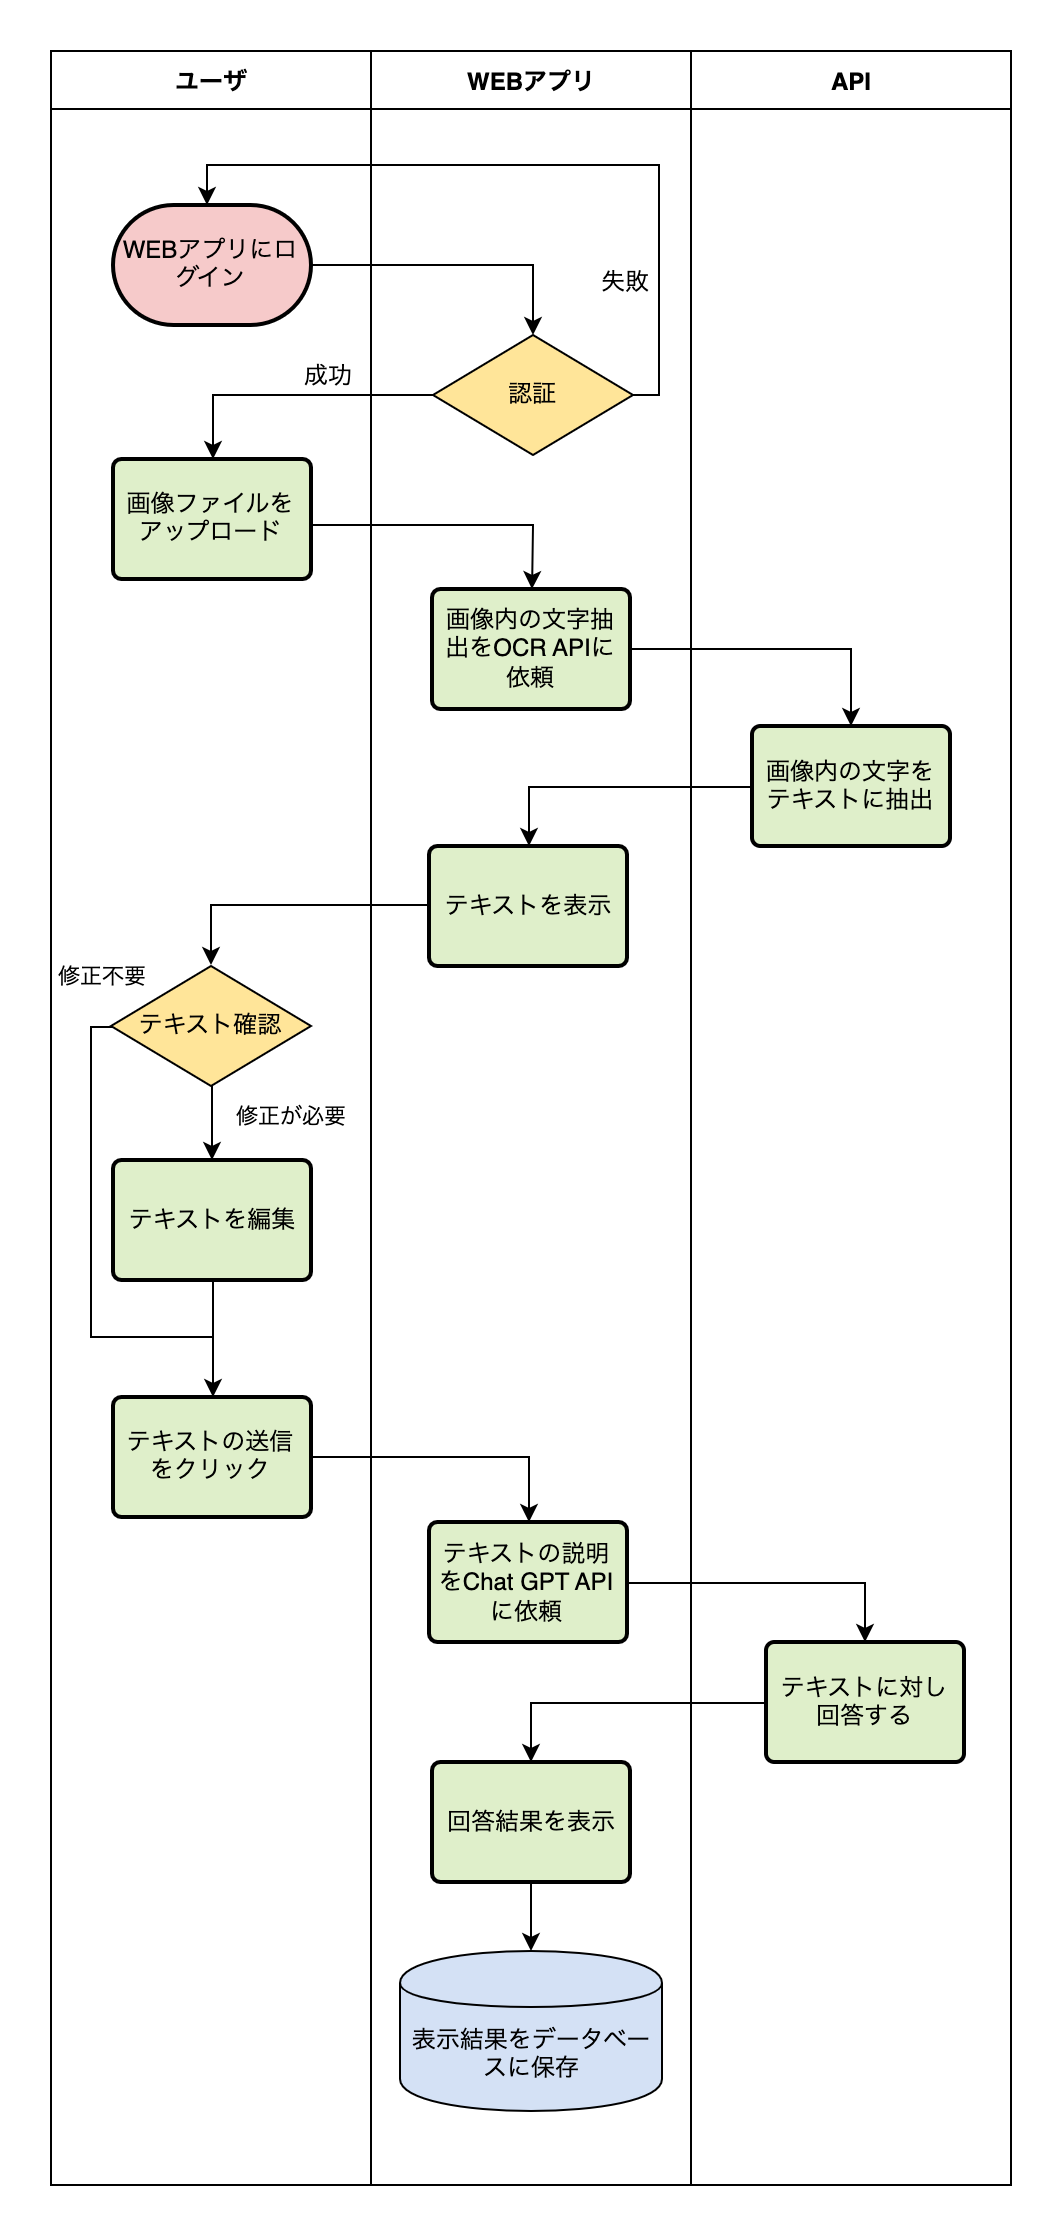 ユーザ
WEBアプリ
API
WEBアプリにロ
グイン
失敗
認証
成功
画像ファイルを
アップロード
画像内の文字抽
出をOCR APIに
依頼
画像内の文字を
テキストに抽出
テキストを表示
修正不要
テキスト確認
修正が必要
テキストを編集
テキストの送信
をクリック
テキストの説明
をChat GPT API
に依頼
テキストに対し
回答する
回答結果を表示
表示結果をデータベー
スに保存